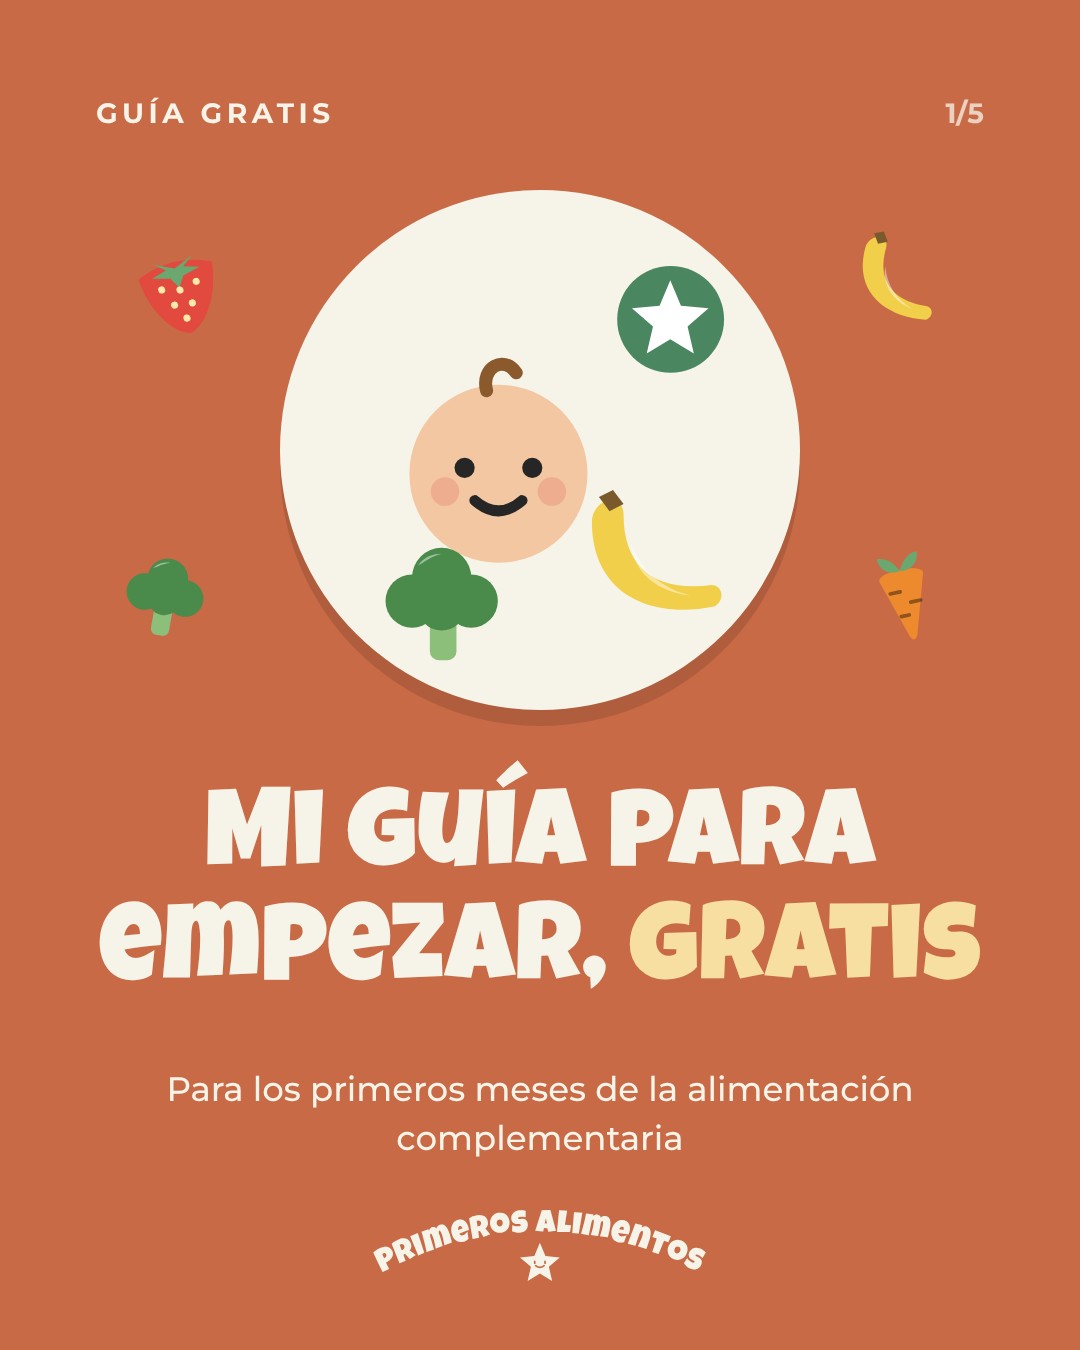 GUÍA GRATIS
1/5
MI GUÍA PARA
EMPEZAR, GRATIS
Para los primeros meses de la alimentación
complementaria
PRIMEROS ALIMENTOS